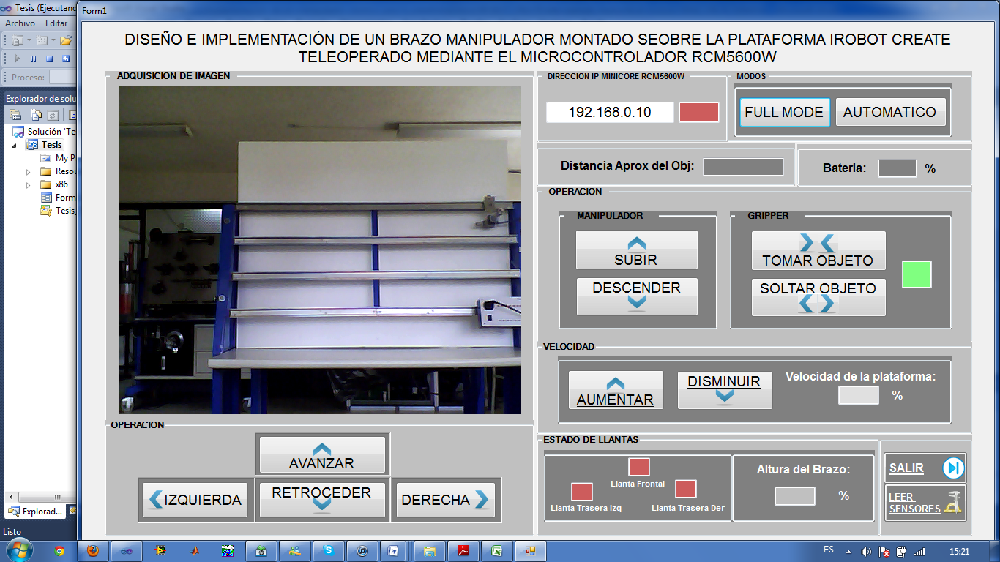 Tesis (Ejecutand
Form1
Archivo Editar
Proceso:
Explorador de solu
Solución 'Te
Tesis
My P
Resou
x86
Form
Tesis_
Explorad...
Listo
DISEÑO E IMPLEMENTACIÓN DE UN BRAZO MANIPULADOR MONTADO SEOBRE LA PLATAFORMA IROBOT CREATE
TELEOPERADO MEDIANTE EL MICROCONTROLADOR RCM5600W
ADQUISICION DE IMAGEN
DIRECCION IP MINICORE RCM5600W
192.168.0.10
MODOS
FULL MODE
AUTOMATICO
Distancia Aprox del Obj:
Bateria: %
OPERACION
MANIPULADOR
SUBIR
DESCENDER
GRIPPER
TOMAR OBJETO
SOLTAR OBJETO
VELOCIDAD
AUMENTAR
DISMINUIR
Velocidad de la plataforma:
%
OPERACION
AVANZAR
IZQUIERDA
RETROCEDER
DERECHA
ESTADO DE LLANTAS
Llanta Frontal
Llanta Trasera Izq
Llanta Trasera Der
Altura del Brazo:
%
SALIR
LEER
SENSORES
ES
15:21